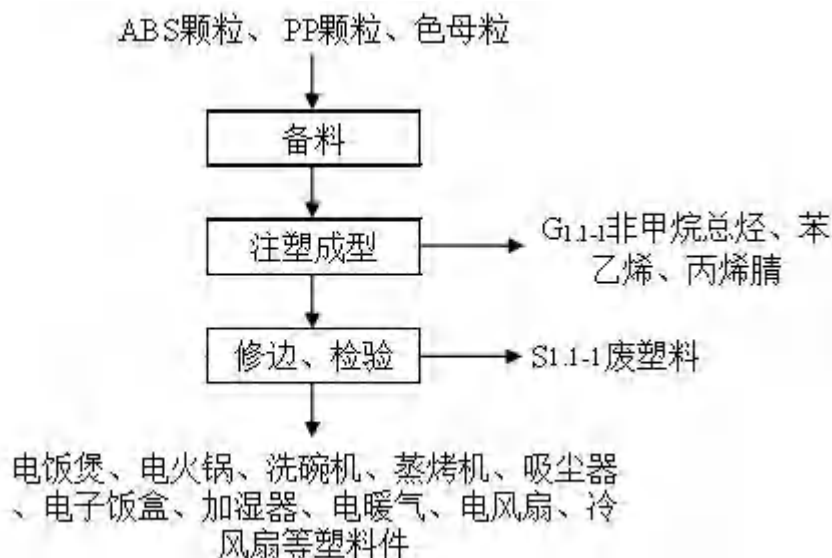 ABS颗粒、PP颗粒、色母粒
备料
注塑成型
G1.1-1非甲烷总烃、苯
乙烯、丙烯腈
修边、检验
S1.1-1废塑料
电饭煲、电火锅、洗碗机、蒸烤机、吸尘器
、电子饭盒、加湿器、电暖气、电风扇、冷
风扇等塑料件